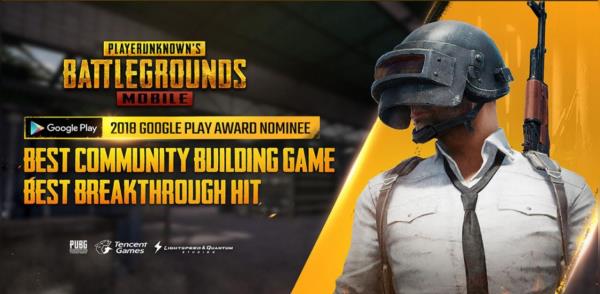 PLAYERUNKNOWN'S
BATTLEGROUNDS
MOBILE
Google Play 2018 GOOGLE PLAY AWARD NOMINEE
BEST COMMUNITY BUILDING GAME
BEST BREAKTHROUGH HIT
PUBG Tencent Games LIGHTSPEED & QUANTUM STUDIOS